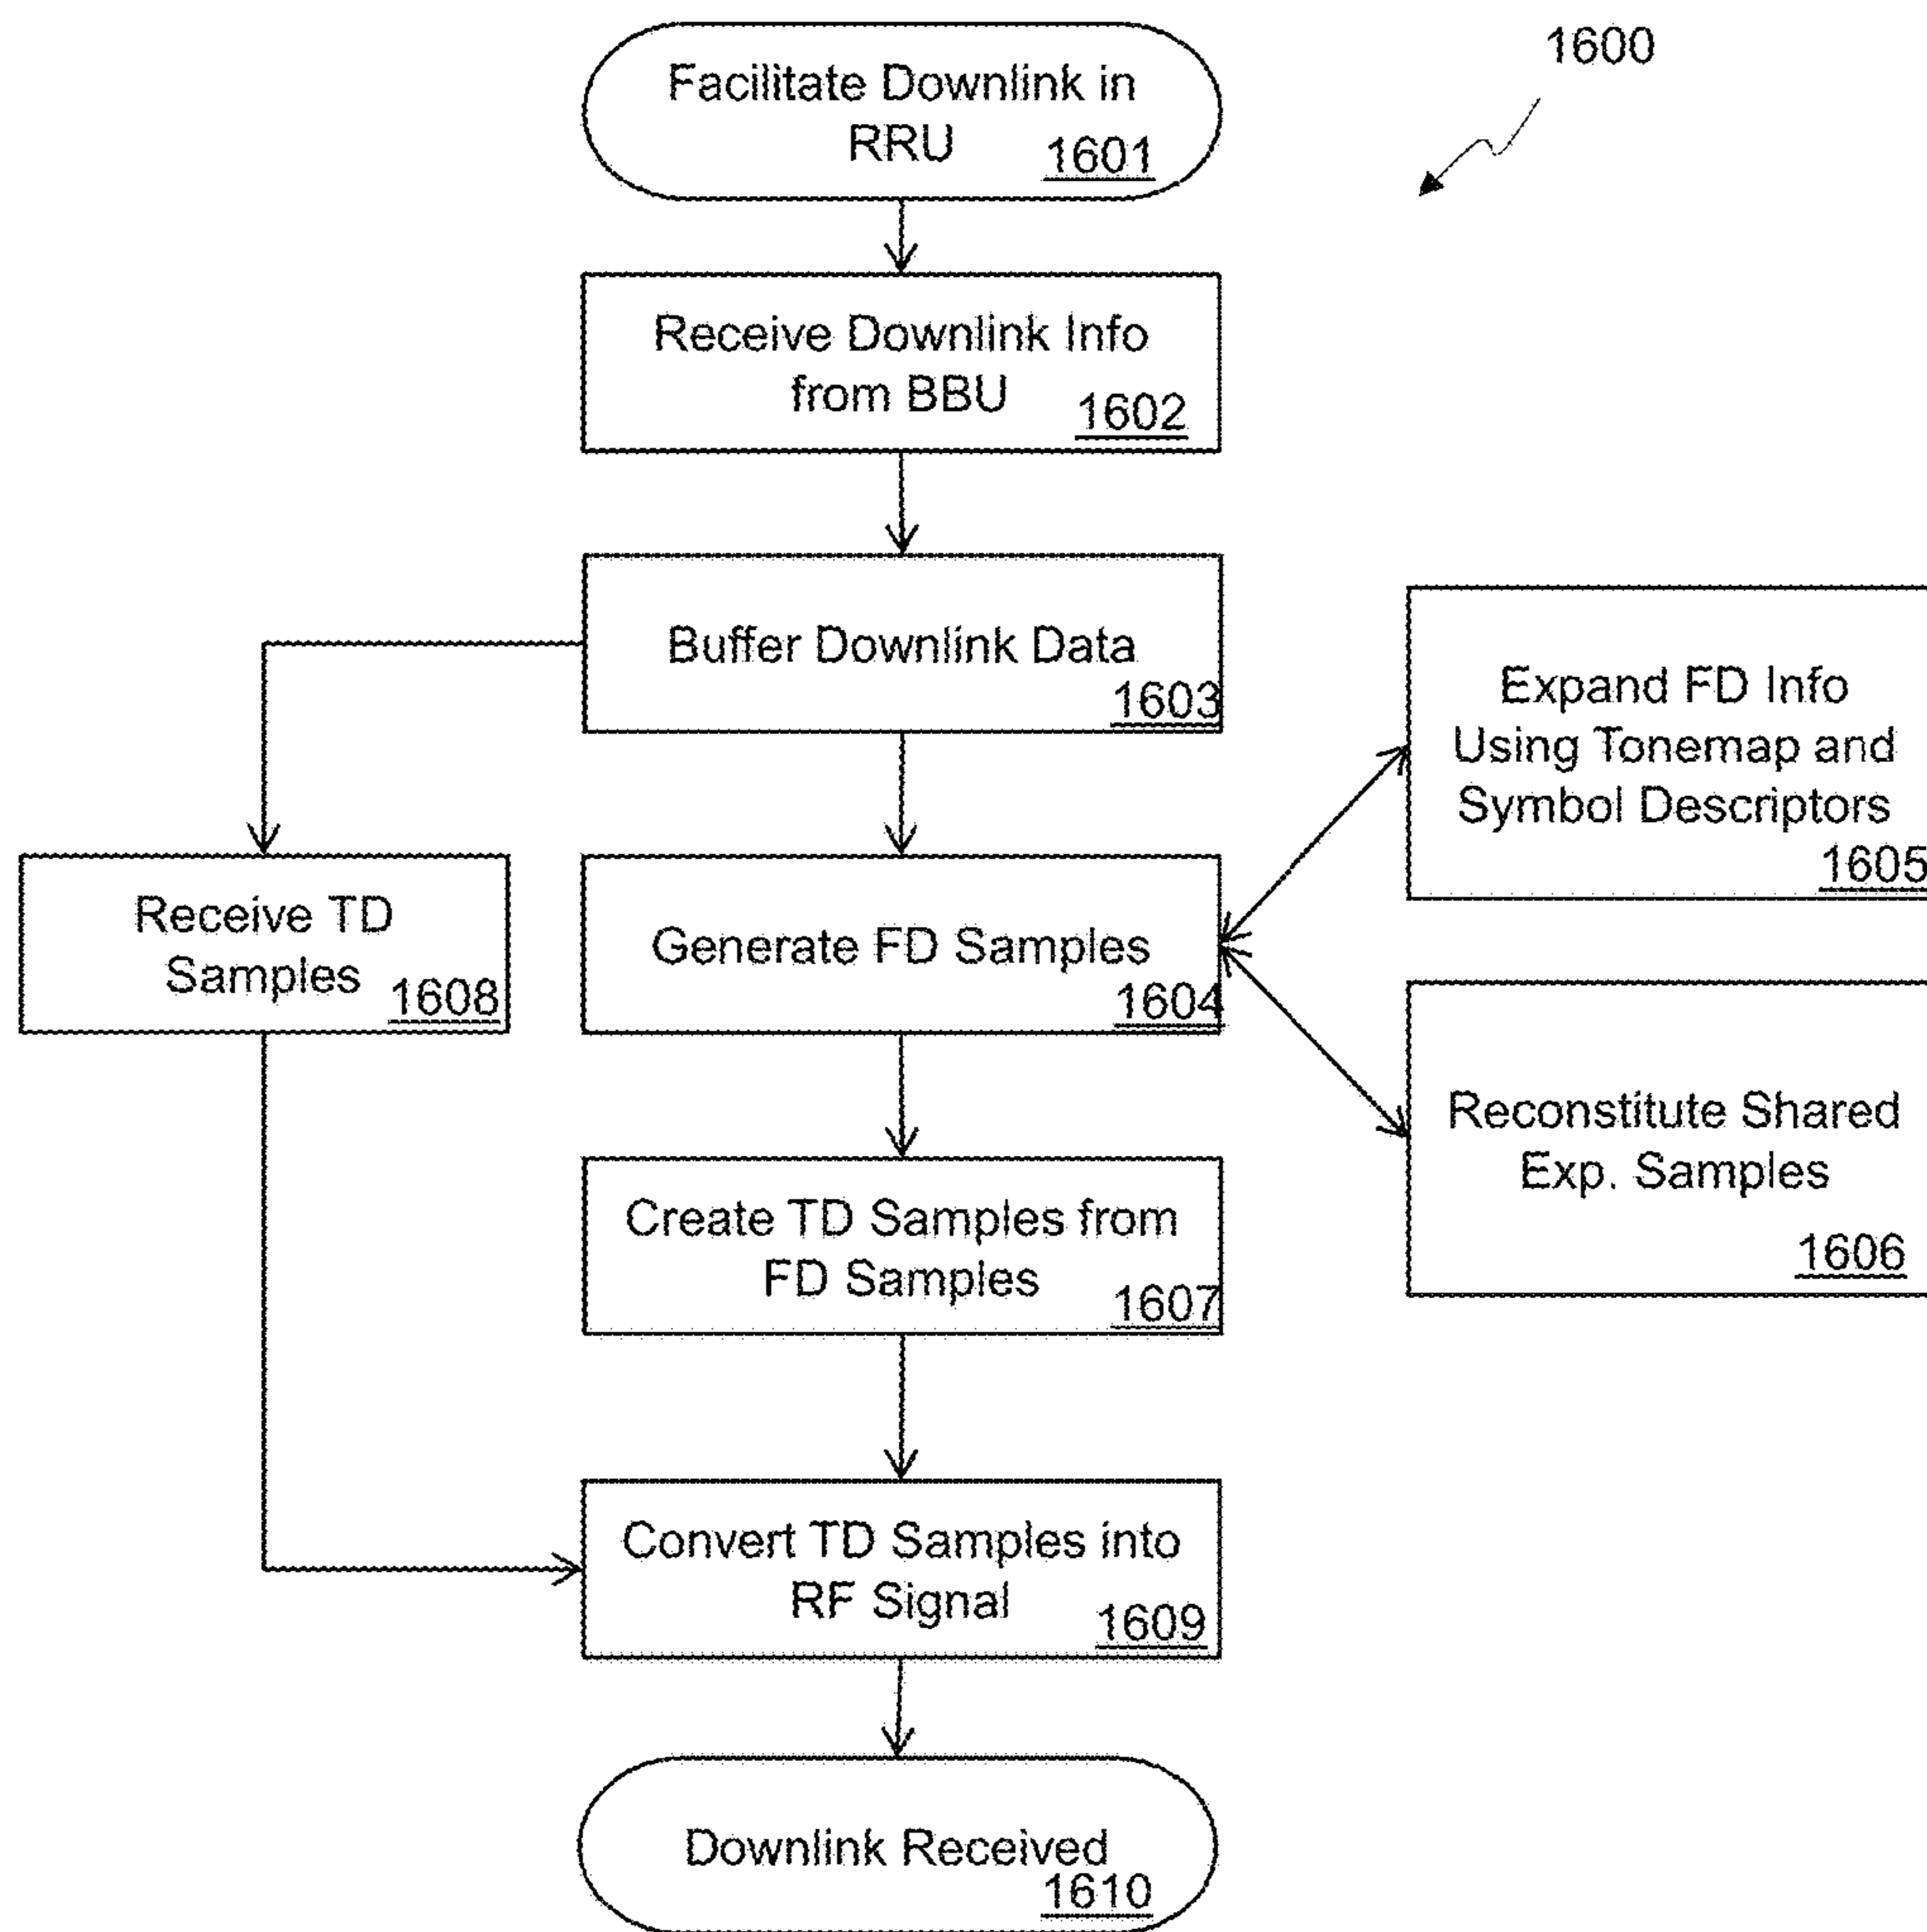 1600
Facilitate Downlink in
RRU
1601
Receive Downlink Info
from BBU
1602
Buffer Downlink Data
1603
Expand FD Info
Using Tonemap and
Symbol Descriptors
1605
Receive TD
Samples
1608
Generate FD Samples
1604
Reconstitute Shared
Exp. Samples
1606
Create TD Samples from
FD Samples
1607
Convert TD Samples into
RF Signal
1609
Downlink Received
1610